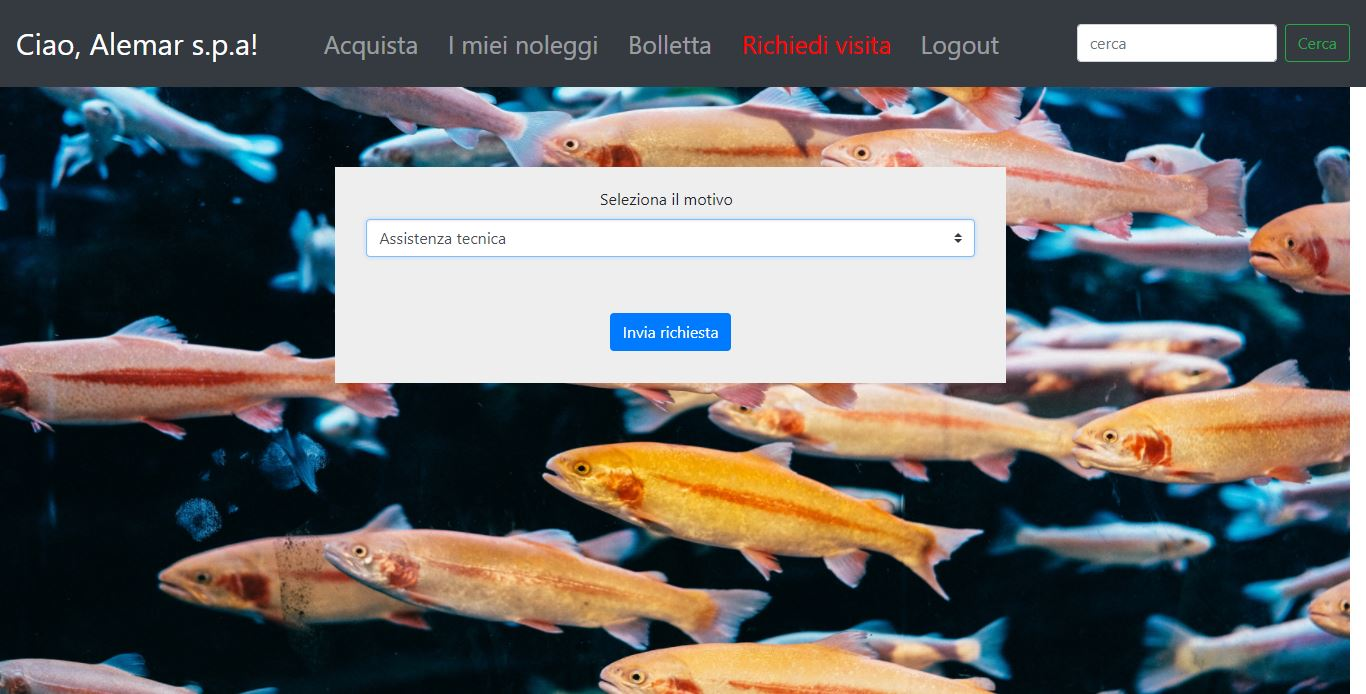 Ciao, Alemar s.p.a! Acquista I miei noleggi Bolletta Richiedi visita Logout cerca Cerca
Seleziona il motivo
Assistenza tecnica
Invia richiesta